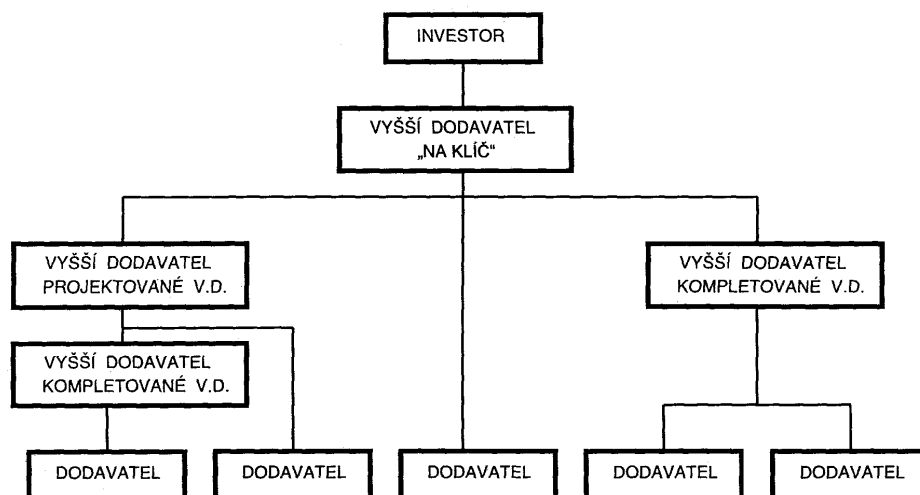 INVESTOR
VYŠŠÍ DODAVATEL
„NA KLÍČ“
VYŠŠÍ DODAVATEL
PROJEKTOVANÉ V.D.
VYŠŠÍ DODAVATEL
KOMPLETOVANÉ V.D.
VYŠŠÍ DODAVATEL
KOMPLETOVANÉ V.D.
DODAVATEL
DODAVATEL
DODAVATEL
DODAVATEL
DODAVATEL